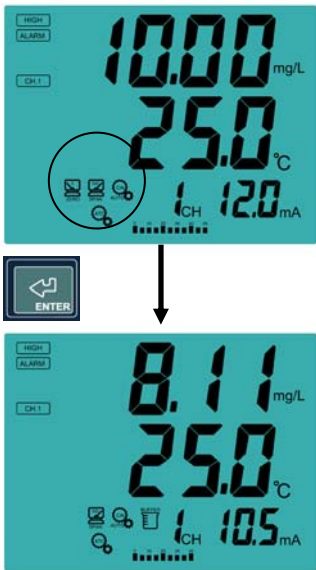 HIGH
ALARM
10.00 mg/L
CH.1
25.0 °C
ZERO SPAN AUTO
1 CH 12.0 mA
ENTER
HIGH
ALARM
8.11 mg/L
CH.1
25.0 °C
SPAN AUTO BUFFER
1 CH 10.5 mA